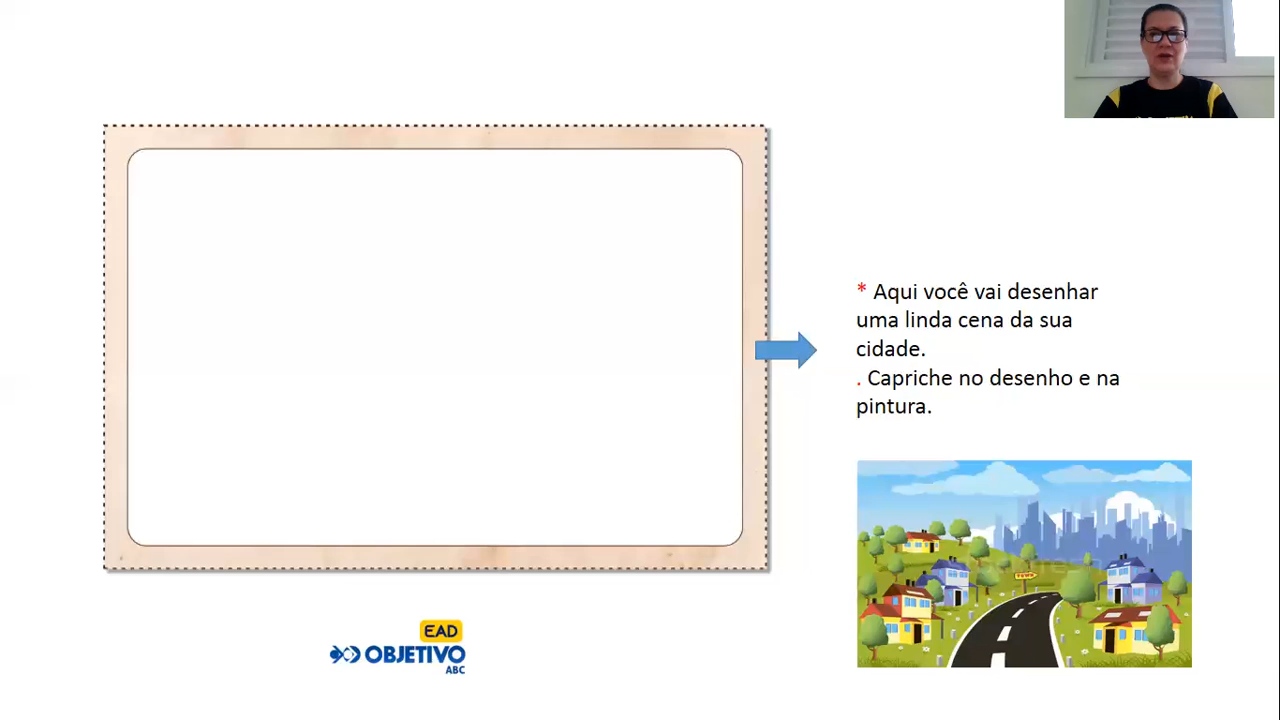 * Aqui você vai desenhar
uma linda cena da sua
cidade.
. Capriche no desenho e na
pintura.
EAD
OBJETIVO
ABC